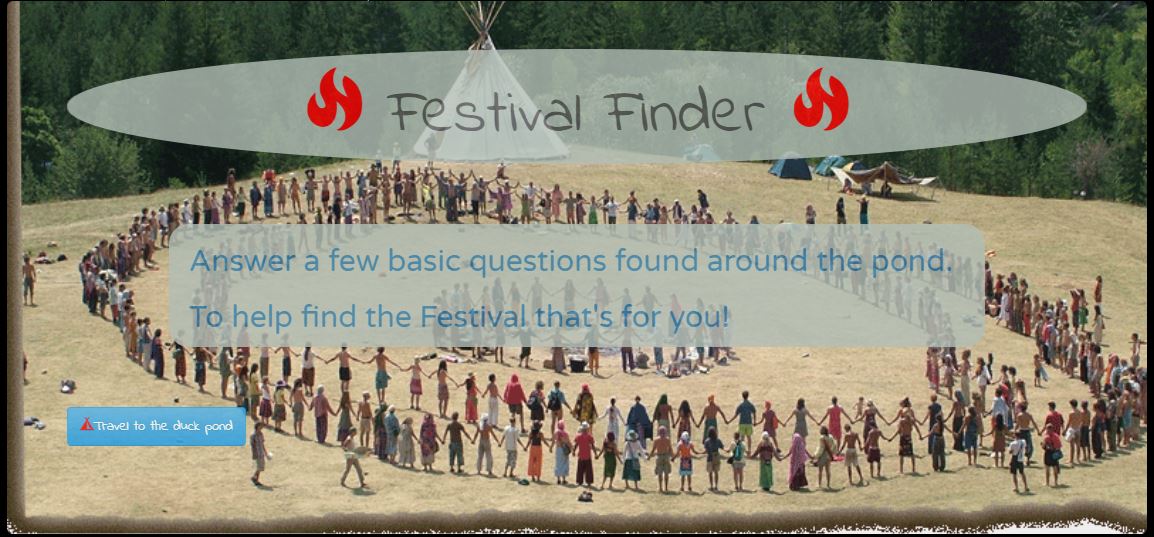 Festival Finder
Answer a few basic questions found around the pond.
To help find the Festival that's for you!
Travel to the duck pond